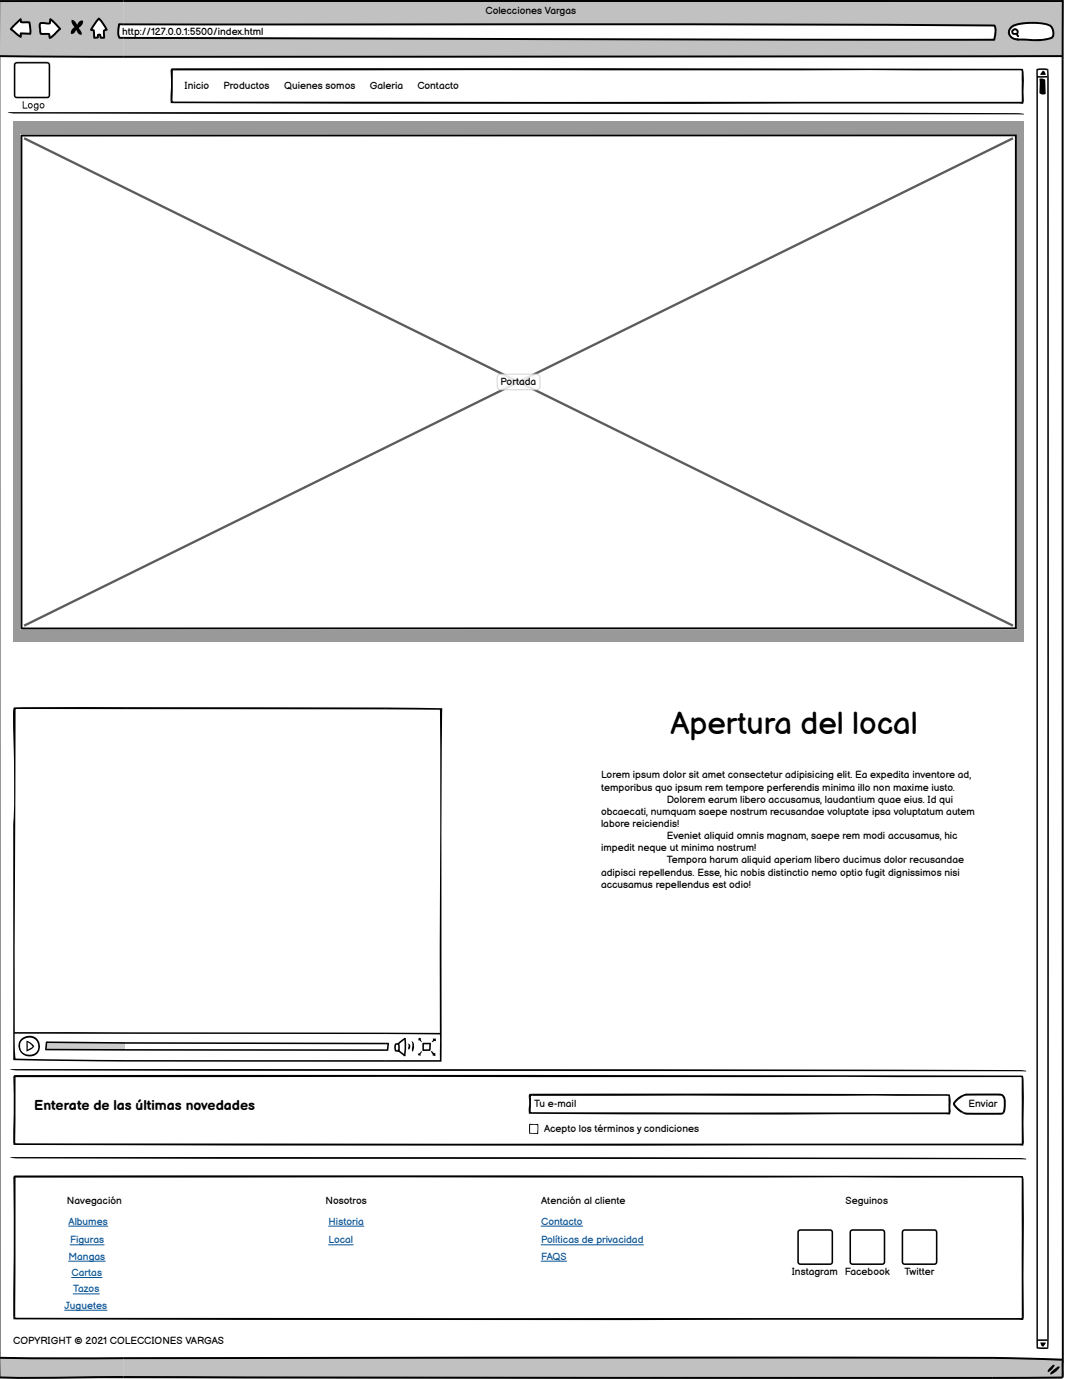 Colecciones Vargas
http://127.0.0.1:5500/index.html
Logo
Inicio Productos Quienes somos Galeria Contacto
Portada
Apertura del local
Lorem ipsum dolor sit amet consectetur adipisicing elit. Ea expedita inventore ad,
temporibus quo ipsum rem tempore perferendis minima illo non maxime iusto.
Dolorem earum libero accusamus, laudantium quae eius. Id qui
obcaecati, numquam saepe nostrum recusandae voluptate ipsa voluptatum autem
labore reiciendis!
Eveniet aliquid omnis magnam, saepe rem modi accusamus, hic
impedit neque ut minima nostrum!
Tempora harum aliquid aperiam libero ducimus dolor recusandae
adipisci repellendus. Esse, hic nobis distinctio nemo optio fugit dignissimos nisi
accusamus repellendus est odio!
Enterate de las últimas novedades
Tu e-mail
Enviar
Acepto los términos y condiciones
Navegación
Albumes
Figuras
Mangas
Cartas
Tazos
Juguetes
Nosotros
Historia
Local
Atención al cliente
Contacto
Políticas de privacidad
FAQS
Seguinos
Instagram Facebook Twitter
COPYRIGHT © 2021 COLECCIONES VARGAS